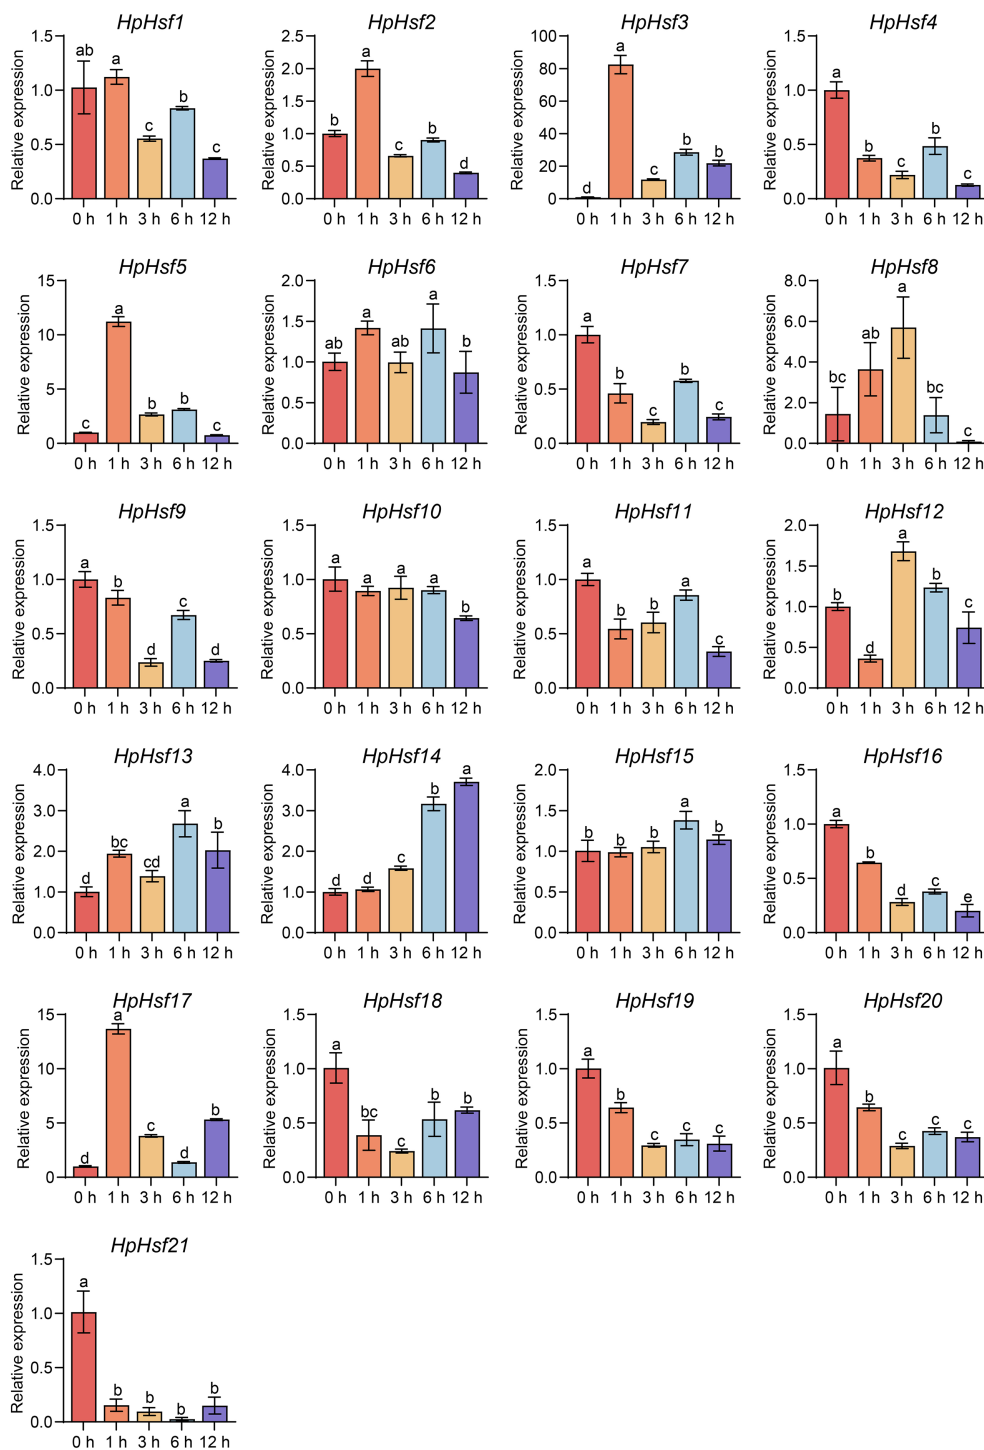 HpHsf1
Relative expression
1.5
1.0
0.5
0.0
ab
a
c
b
c
0 h 1 h 3 h 6 h 12 h
HpHsf2
Relative expression
2.5
2.0
1.5
1.0
0.5
0.0
b
a
c
b
d
0 h 1 h 3 h 6 h 12 h
HpHsf3
Relative expression
100
80
60
40
20
0
d
a
c
b
b
0 h 1 h 3 h 6 h 12 h
HpHsf4
Relative expression
1.5
1.0
0.5
0.0
a
b
c
b
c
0 h 1 h 3 h 6 h 12 h
HpHsf5
Relative expression
15
10
5
0
c
a
b
b
c
0 h 1 h 3 h 6 h 12 h
HpHsf6
Relative expression
2.0
1.5
1.0
0.5
0.0
ab
a
ab
a
b
0 h 1 h 3 h 6 h 12 h
HpHsf7
Relative expression
1.5
1.0
0.5
0.0
a
b
c
b
c
0 h 1 h 3 h 6 h 12 h
HpHsf8
Relative expression
8.0
6.0
4.0
2.0
0.0
bc
ab
a
bc
c
0 h 1 h 3 h 6 h 12 h
HpHsf9
Relative expression
1.5
1.0
0.5
0.0
a
b
d
c
d
0 h 1 h 3 h 6 h 12 h
HpHsf10
Relative expression
1.5
1.0
0.5
0.0
a
a
a
a
b
0 h 1 h 3 h 6 h 12 h
HpHsf11
Relative expression
1.5
1.0
0.5
0.0
a
b
b
a
c
0 h 1 h 3 h 6 h 12 h
HpHsf12
Relative expression
2.0
1.5
1.0
0.5
0.0
b
d
a
b
c
0 h 1 h 3 h 6 h 12 h
HpHsf13
Relative expression
4.0
3.0
2.0
1.0
0.0
d
bc
cd
a
b
0 h 1 h 3 h 6 h 12 h
HpHsf14
Relative expression
4.0
3.0
2.0
1.0
0.0
d
d
c
b
a
0 h 1 h 3 h 6 h 12 h
HpHsf15
Relative expression
2.0
1.5
1.0
0.5
0.0
b
b
b
a
b
0 h 1 h 3 h 6 h 12 h
HpHsf16
Relative expression
1.5
1.0
0.5
0.0
a
b
d
c
e
0 h 1 h 3 h 6 h 12 h
HpHsf17
Relative expression
15
10
5
0
d
a
c
d
b
0 h 1 h 3 h 6 h 12 h
HpHsf18
Relative expression
1.5
1.0
0.5
0.0
a
bc
c
b
b
0 h 1 h 3 h 6 h 12 h
HpHsf19
Relative expression
1.5
1.0
0.5
0.0
a
b
c
c
c
0 h 1 h 3 h 6 h 12 h
HpHsf20
Relative expression
1.5
1.0
0.5
0.0
a
b
c
c
c
0 h 1 h 3 h 6 h 12 h
HpHsf21
Relative expression
1.5
1.0
0.5
0.0
a
b
b
b
b
0 h 1 h 3 h 6 h 12 h